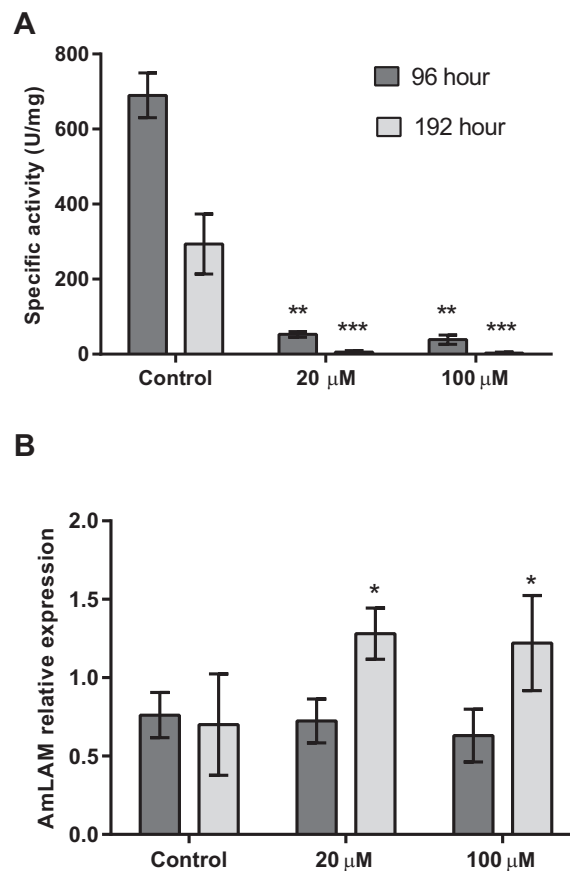 A
Specific activity (U/mg)
800
600
400
200
0
96 hour
192 hour
** *** ** ***
Control 20 μM 100 μM
B
AmLAM relative expression
2.0
1.5
1.0
0.5
0.0
* *
Control 20 μM 100 μM